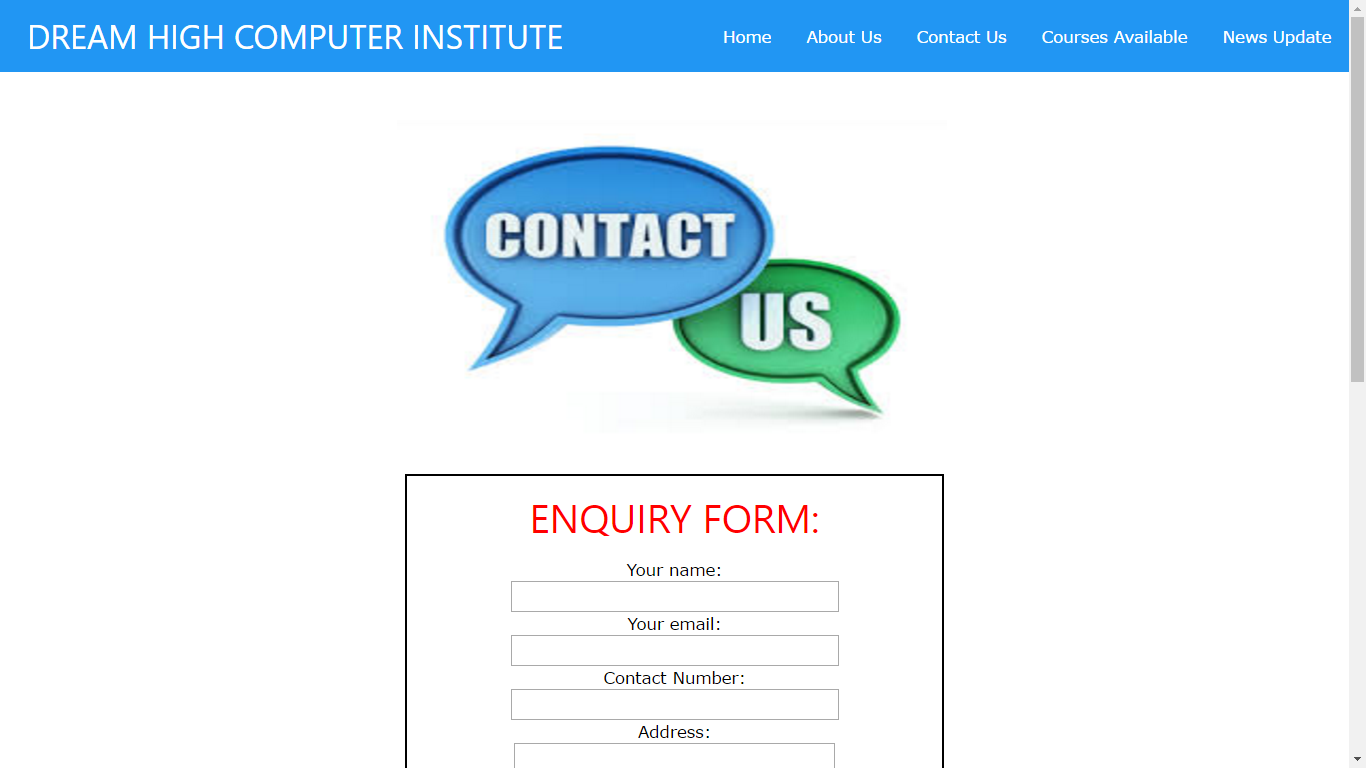 DREAM HIGH COMPUTER INSTITUTE
Home About Us Contact Us Courses Available News Update
CONTACT
US
ENQUIRY FORM:
Your name:
Your email:
Contact Number:
Address: